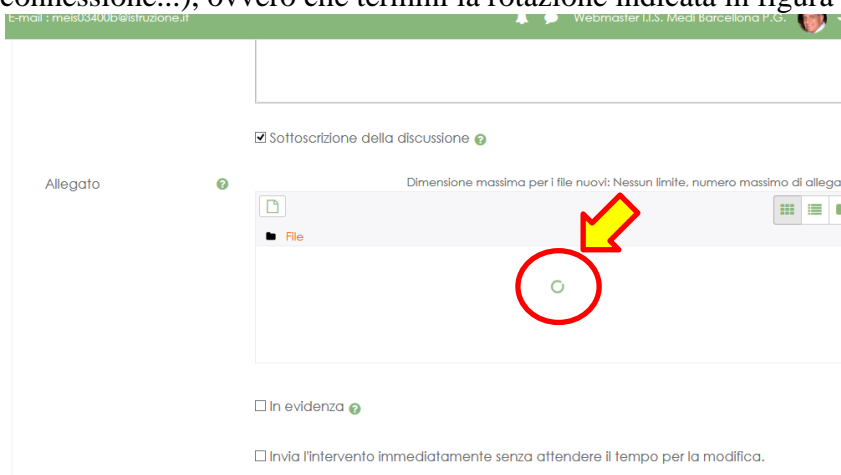 connessione...), ovvero che termini la rotazione indicata in figura
E-mail : meis03400b@istruzione.it Webmaster I.I.S. Medi Barcellona P.G.
Sottoscrizione della discussione
Allegato Dimensione massima per i file nuovi: Nessun limite, numero massimo di allega
File
In evidenza
Invia l'intervento immediatamente senza attendere il tempo per la modifica.